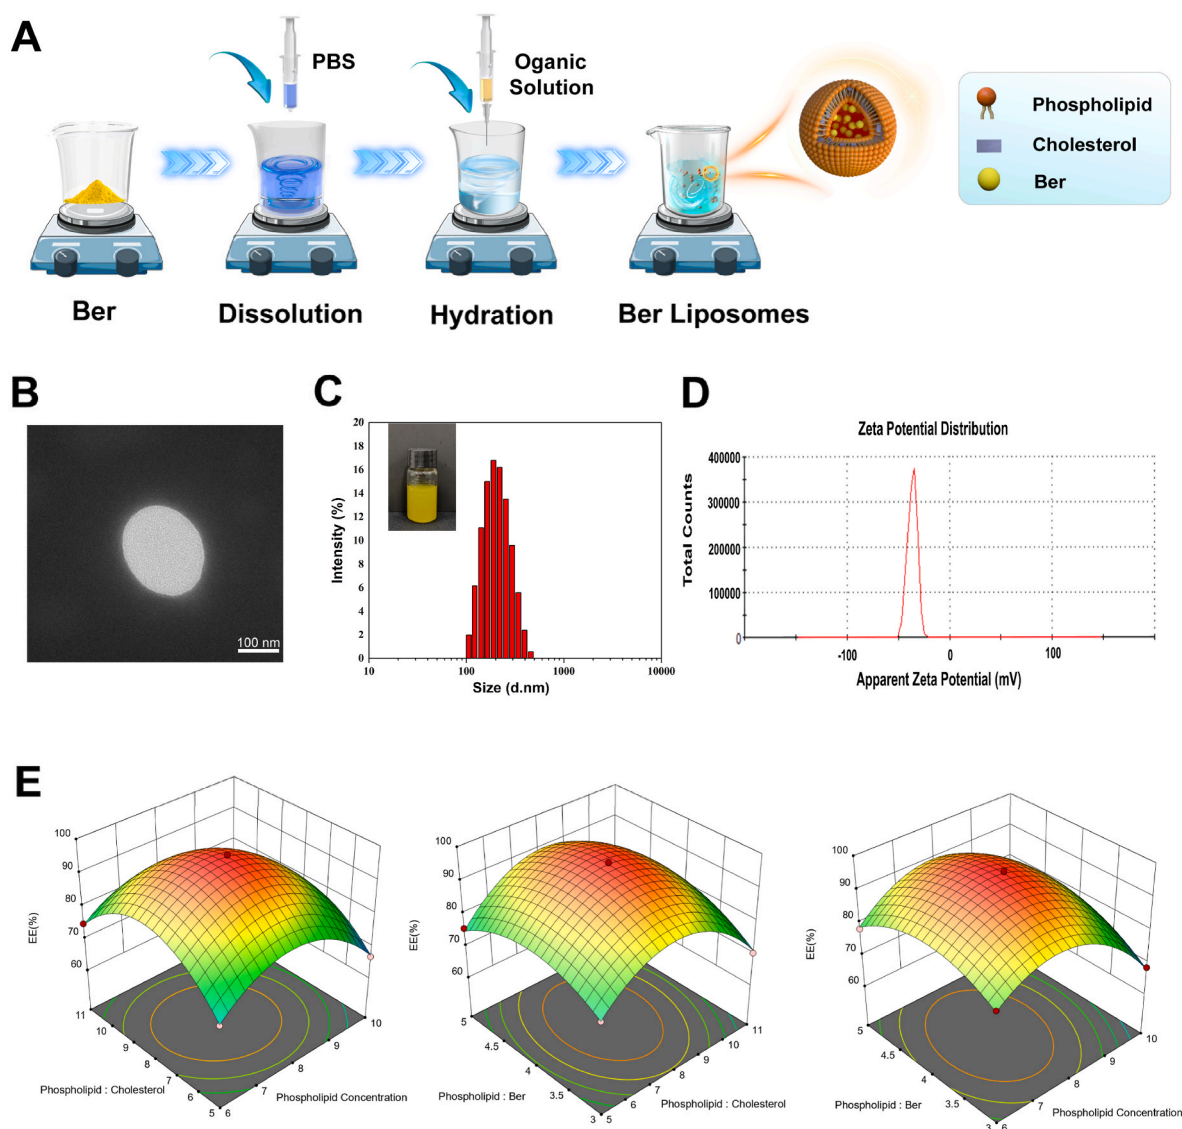 A
PBS
Oganic
Solution
Phospholipid
Cholesterol
Ber
Ber
Dissolution
Hydration
Ber Liposomes
B
100 nm
C
20
18
16
14
12
10
8
6
4
2
0
Intensity (%)
10
100
1000
10000
Size (d.nm)
D
Zeta Potential Distribution
400000
300000
200000
100000
0
Total Counts
-100
0
100
Apparent Zeta Potential (mV)
E
100
90
80
70
60
EE(%)
11
10
9
8
7
6
5
Phospholipid : Cholesterol
6
7
8
9
10
Phospholipid Concentration
100
90
80
70
60
EE(%)
5
4.5
4
3.5
3
Phospholipid : Ber
5
6
7
8
9
10
11
Phospholipid : Cholesterol
100
90
80
70
60
EE(%)
5
4.5
4
3.5
3
Phospholipid : Ber
6
7
8
9
10
Phospholipid Concentration